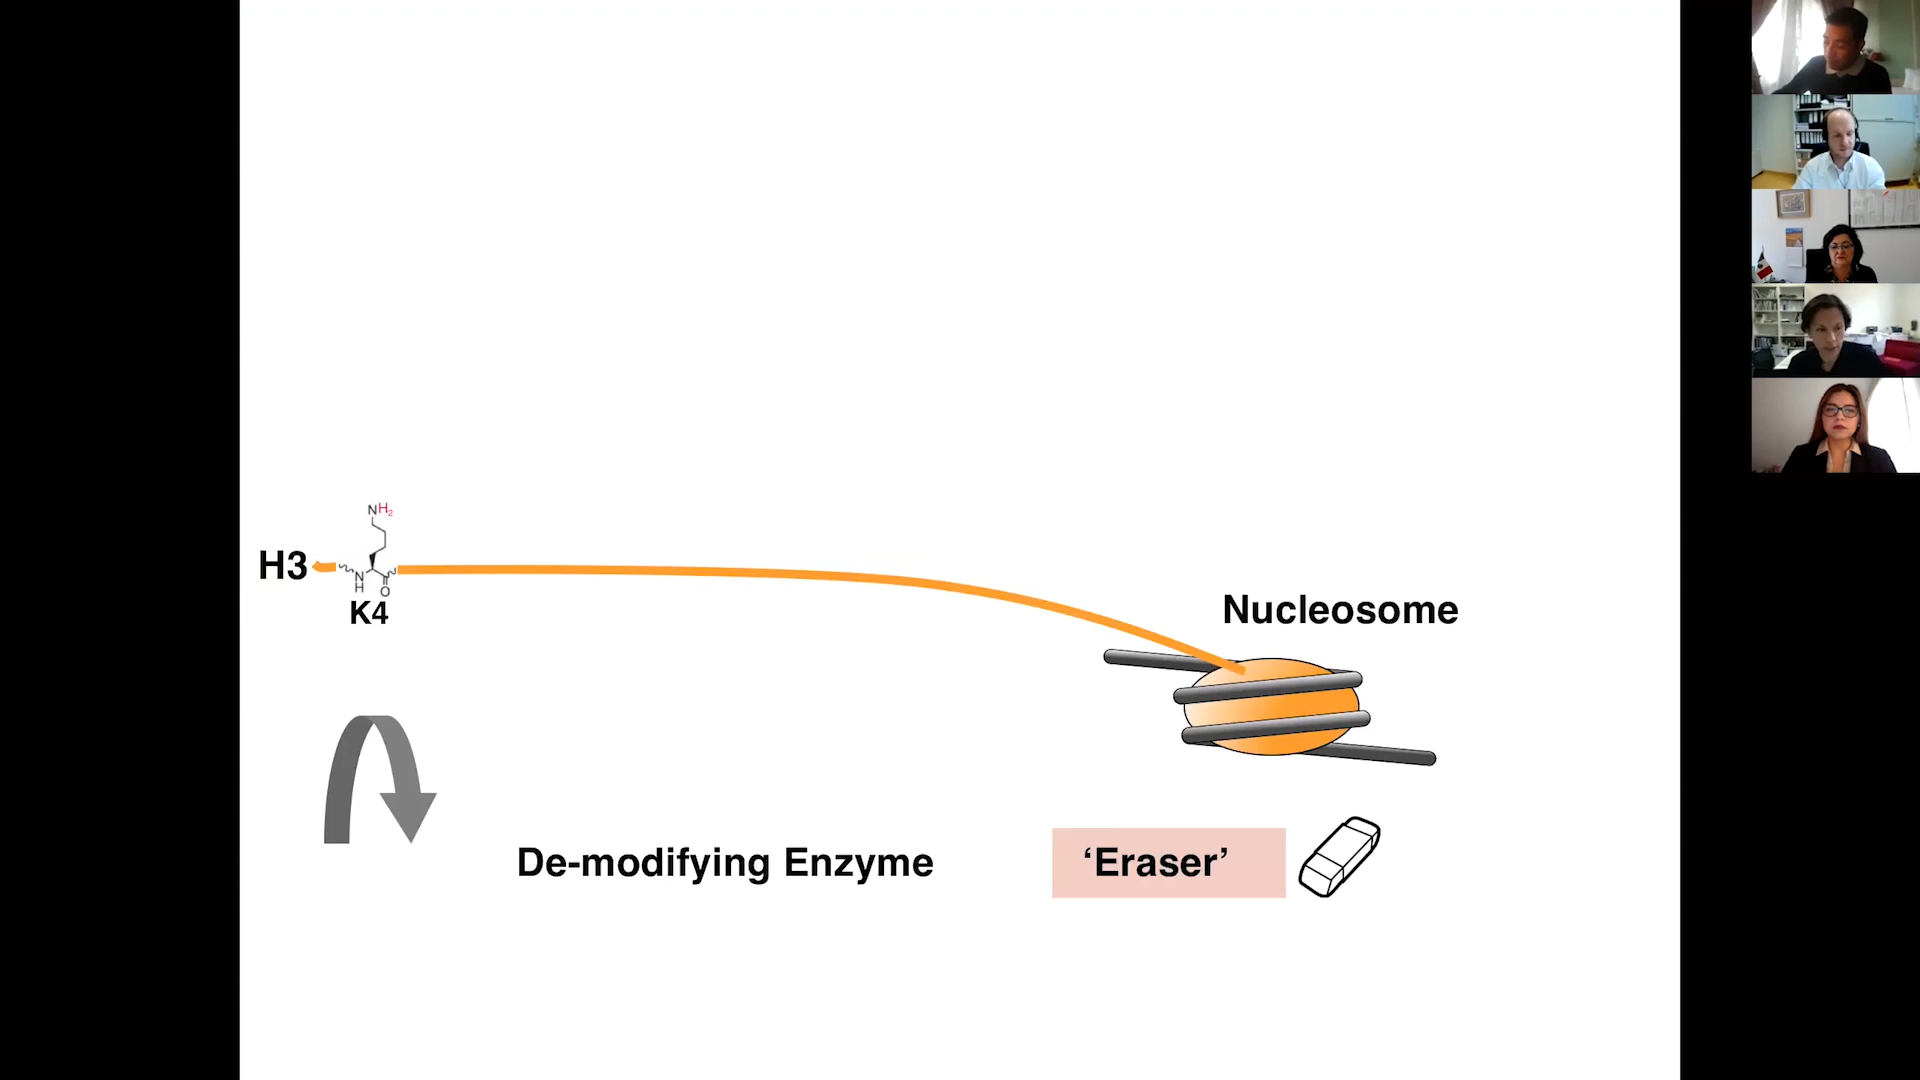 NH₂
H3
N
H
O
K4
Nucleosome
De-modifying Enzyme
‘Eraser’